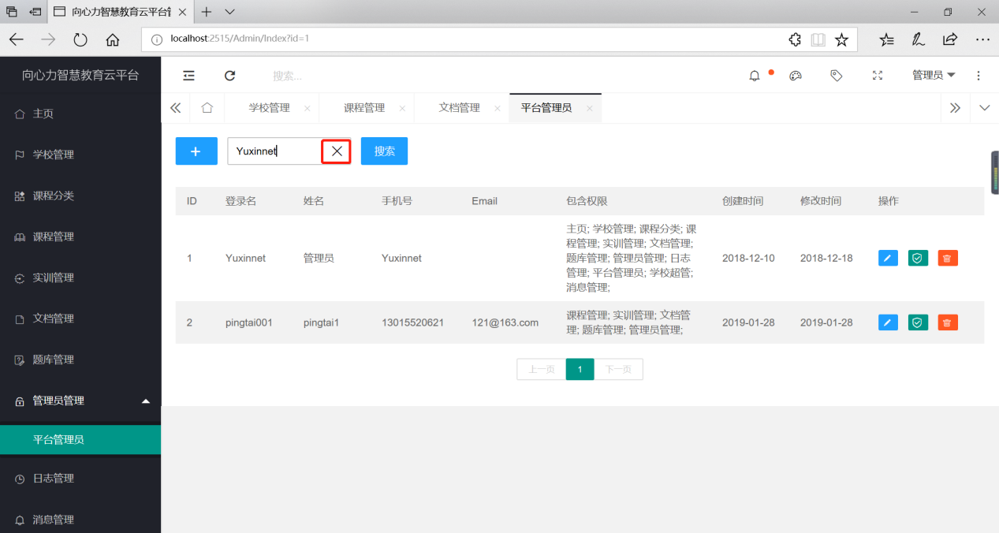 向心力智慧教育云平台管
localhost:2515/Admin/Index?id=1
向心力智慧教育云平台
搜索...
管理员
主页
学校管理
课程分类
课程管理
实训管理
文档管理
题库管理
管理员管理
平台管理员
日志管理
消息管理
学校管理 课程管理 文档管理 平台管理员
Yuxinnet 搜索
ID 登录名 姓名 手机号 Email 包含权限 创建时间 修改时间 操作
1 Yuxinnet 管理员 Yuxinnet
主页; 学校管理; 课程分类; 课
程管理; 实训管理; 文档管理;
题库管理; 管理员管理; 日志
管理; 平台管理员; 学校超管;
消息管理;
2018-12-10 2018-12-18
2 pingtai001 pingtai1 13015520621 121@163.com
课程管理; 实训管理; 文档管
理; 题库管理; 管理员管理;
2019-01-28 2019-01-28
上一页 1 下一页